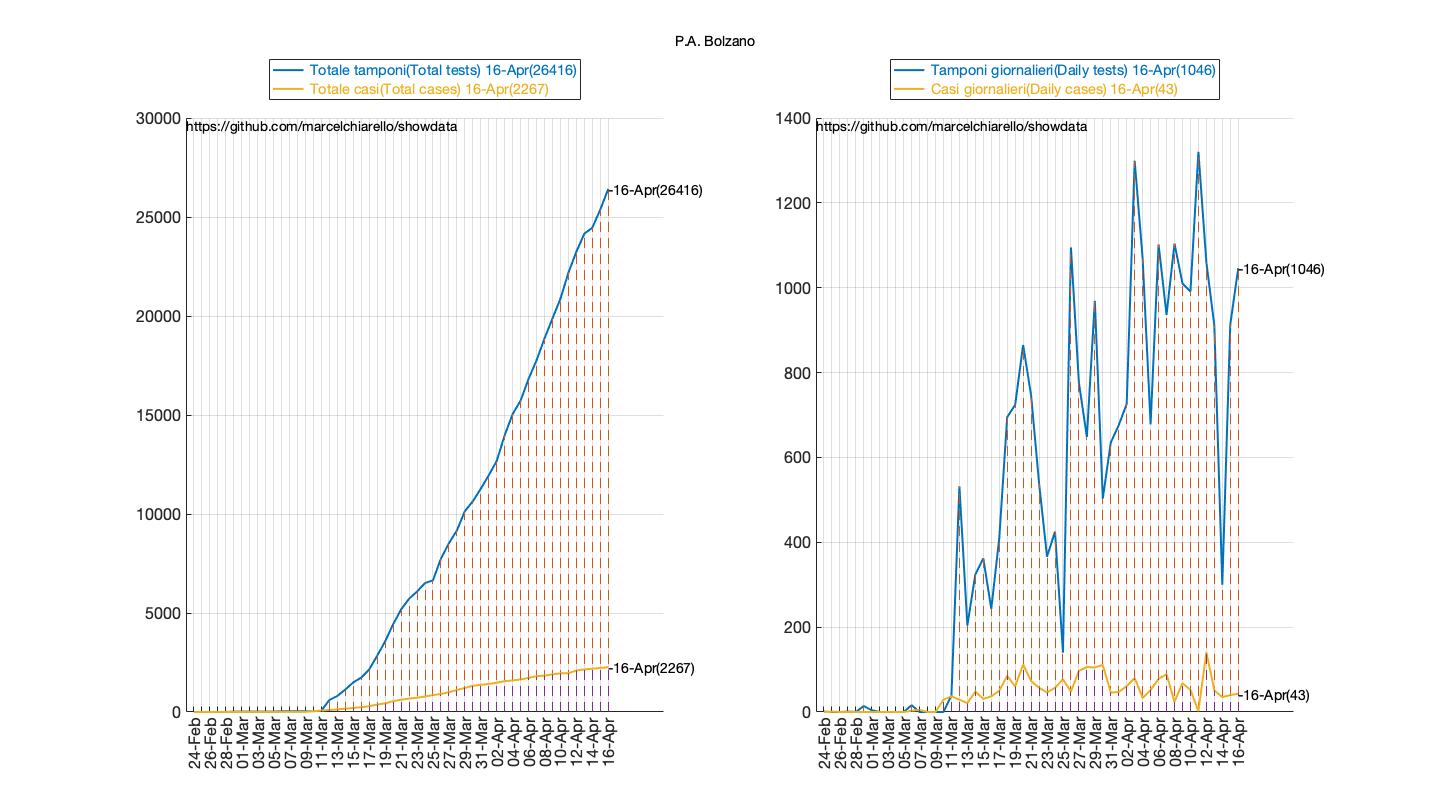 P.A. Bolzano
Totale tamponi(Total tests) 16-Apr(26416)
Totale casi(Total cases) 16-Apr(2267)
https://github.com/marcelchiarello/showdata
30000
25000
20000
15000
10000
5000
0
16-Apr(26416)
16-Apr(2267)
24-Feb
26-Feb
28-Feb
01-Mar
03-Mar
05-Mar
07-Mar
09-Mar
11-Mar
13-Mar
15-Mar
17-Mar
19-Mar
21-Mar
23-Mar
25-Mar
27-Mar
29-Mar
31-Mar
02-Apr
04-Apr
06-Apr
08-Apr
10-Apr
12-Apr
14-Apr
16-Apr
Tamponi giornalieri(Daily tests) 16-Apr(1046)
Casi giornalieri(Daily cases) 16-Apr(43)
https://github.com/marcelchiarello/showdata
1400
1200
1000
800
600
400
200
0
16-Apr(1046)
16-Apr(43)
24-Feb
26-Feb
28-Feb
01-Mar
03-Mar
05-Mar
07-Mar
09-Mar
11-Mar
13-Mar
15-Mar
17-Mar
19-Mar
21-Mar
23-Mar
25-Mar
27-Mar
29-Mar
31-Mar
02-Apr
04-Apr
06-Apr
08-Apr
10-Apr
12-Apr
14-Apr
16-Apr